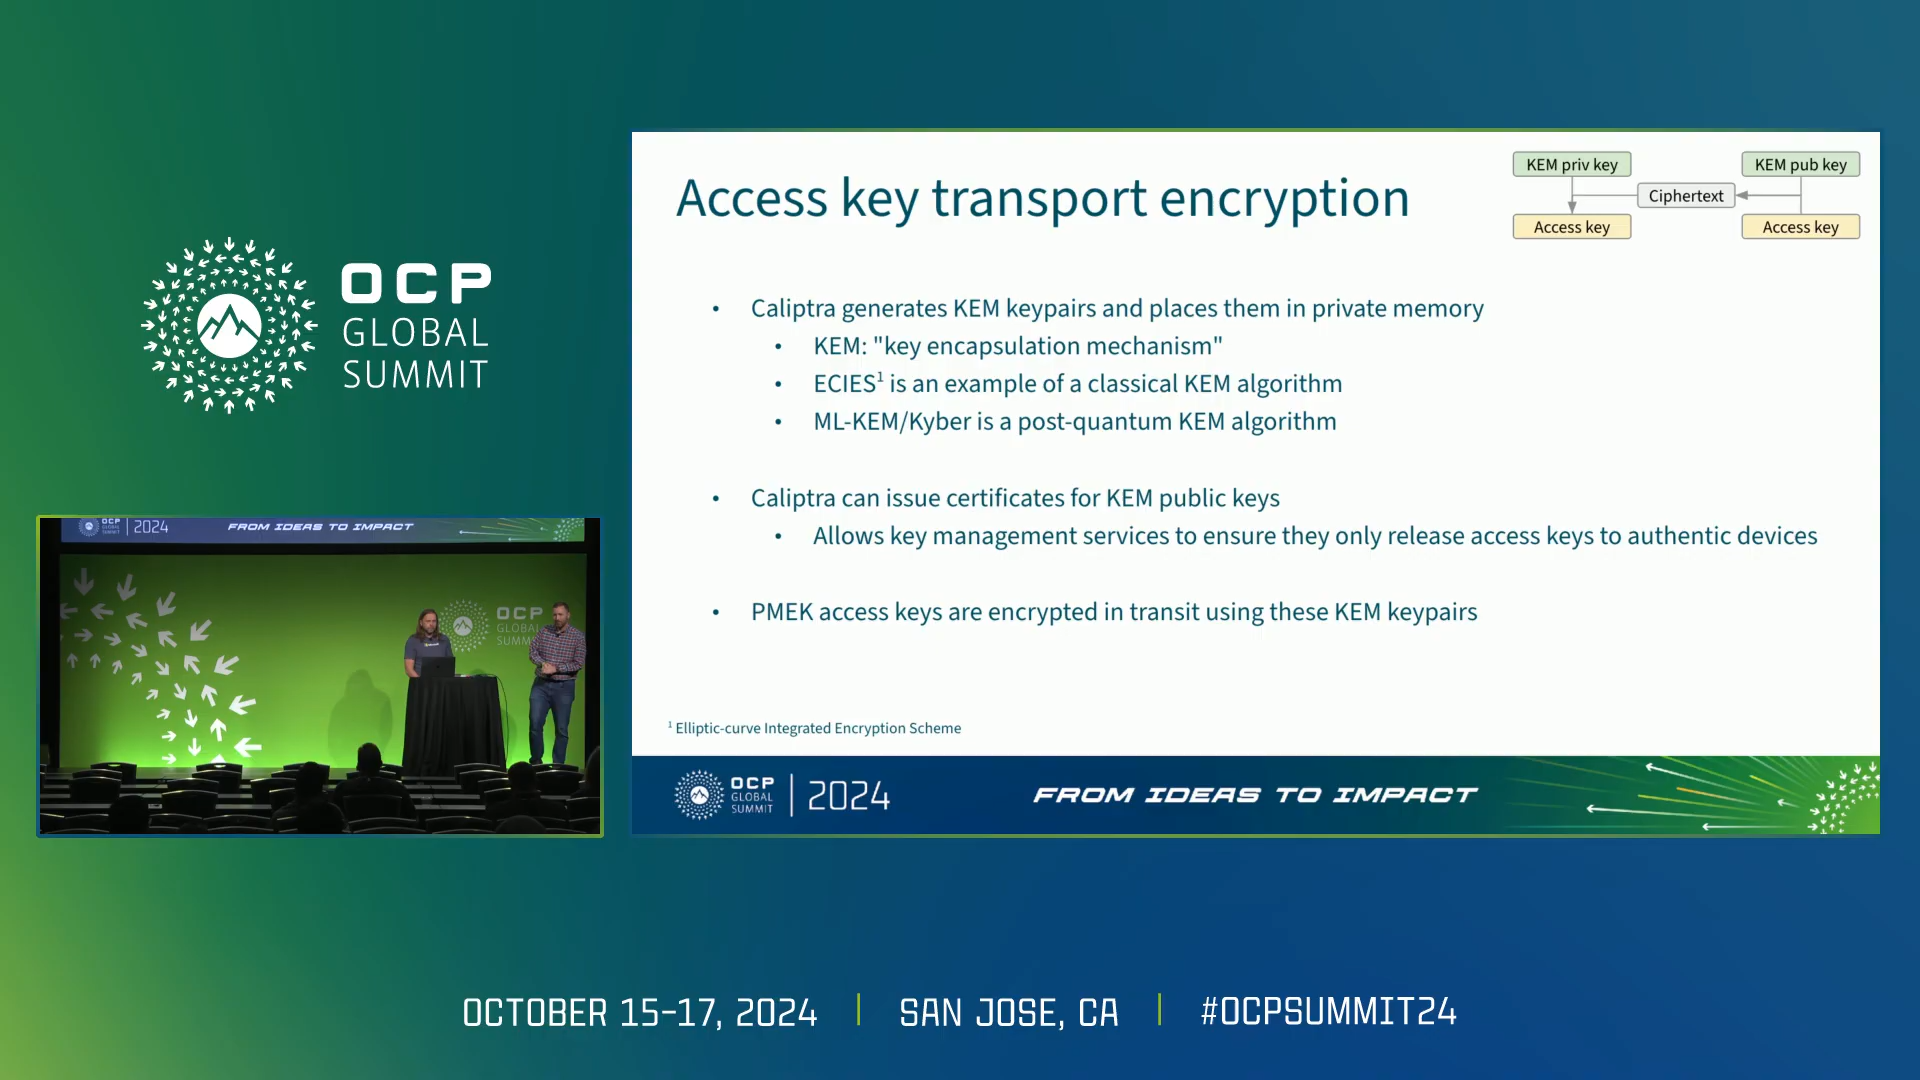 OCP
GLOBAL
SUMMIT
OCP
2024
FROM IDEAS TO IMPACT
OCP
GLOBAL
Access key transport encryption
KEM priv key
KEM pub key
Ciphertext
Access key
Access key
• Caliptra generates KEM keypairs and places them in private memory
• KEM: "key encapsulation mechanism"
• ECIES¹ is an example of a classical KEM algorithm
• ML-KEM/Kyber is a post-quantum KEM algorithm
• Caliptra can issue certificates for KEM public keys
• Allows key management services to ensure they only release access keys to authentic devices
• PMEK access keys are encrypted in transit using these KEM keypairs
¹ Elliptic-curve Integrated Encryption Scheme
OCP
GLOBAL
SUMMIT
2024
FROM IDEAS TO IMPACT
OCTOBER 15-17, 2024 | SAN JOSE, CA | #OCPSUMMIT24